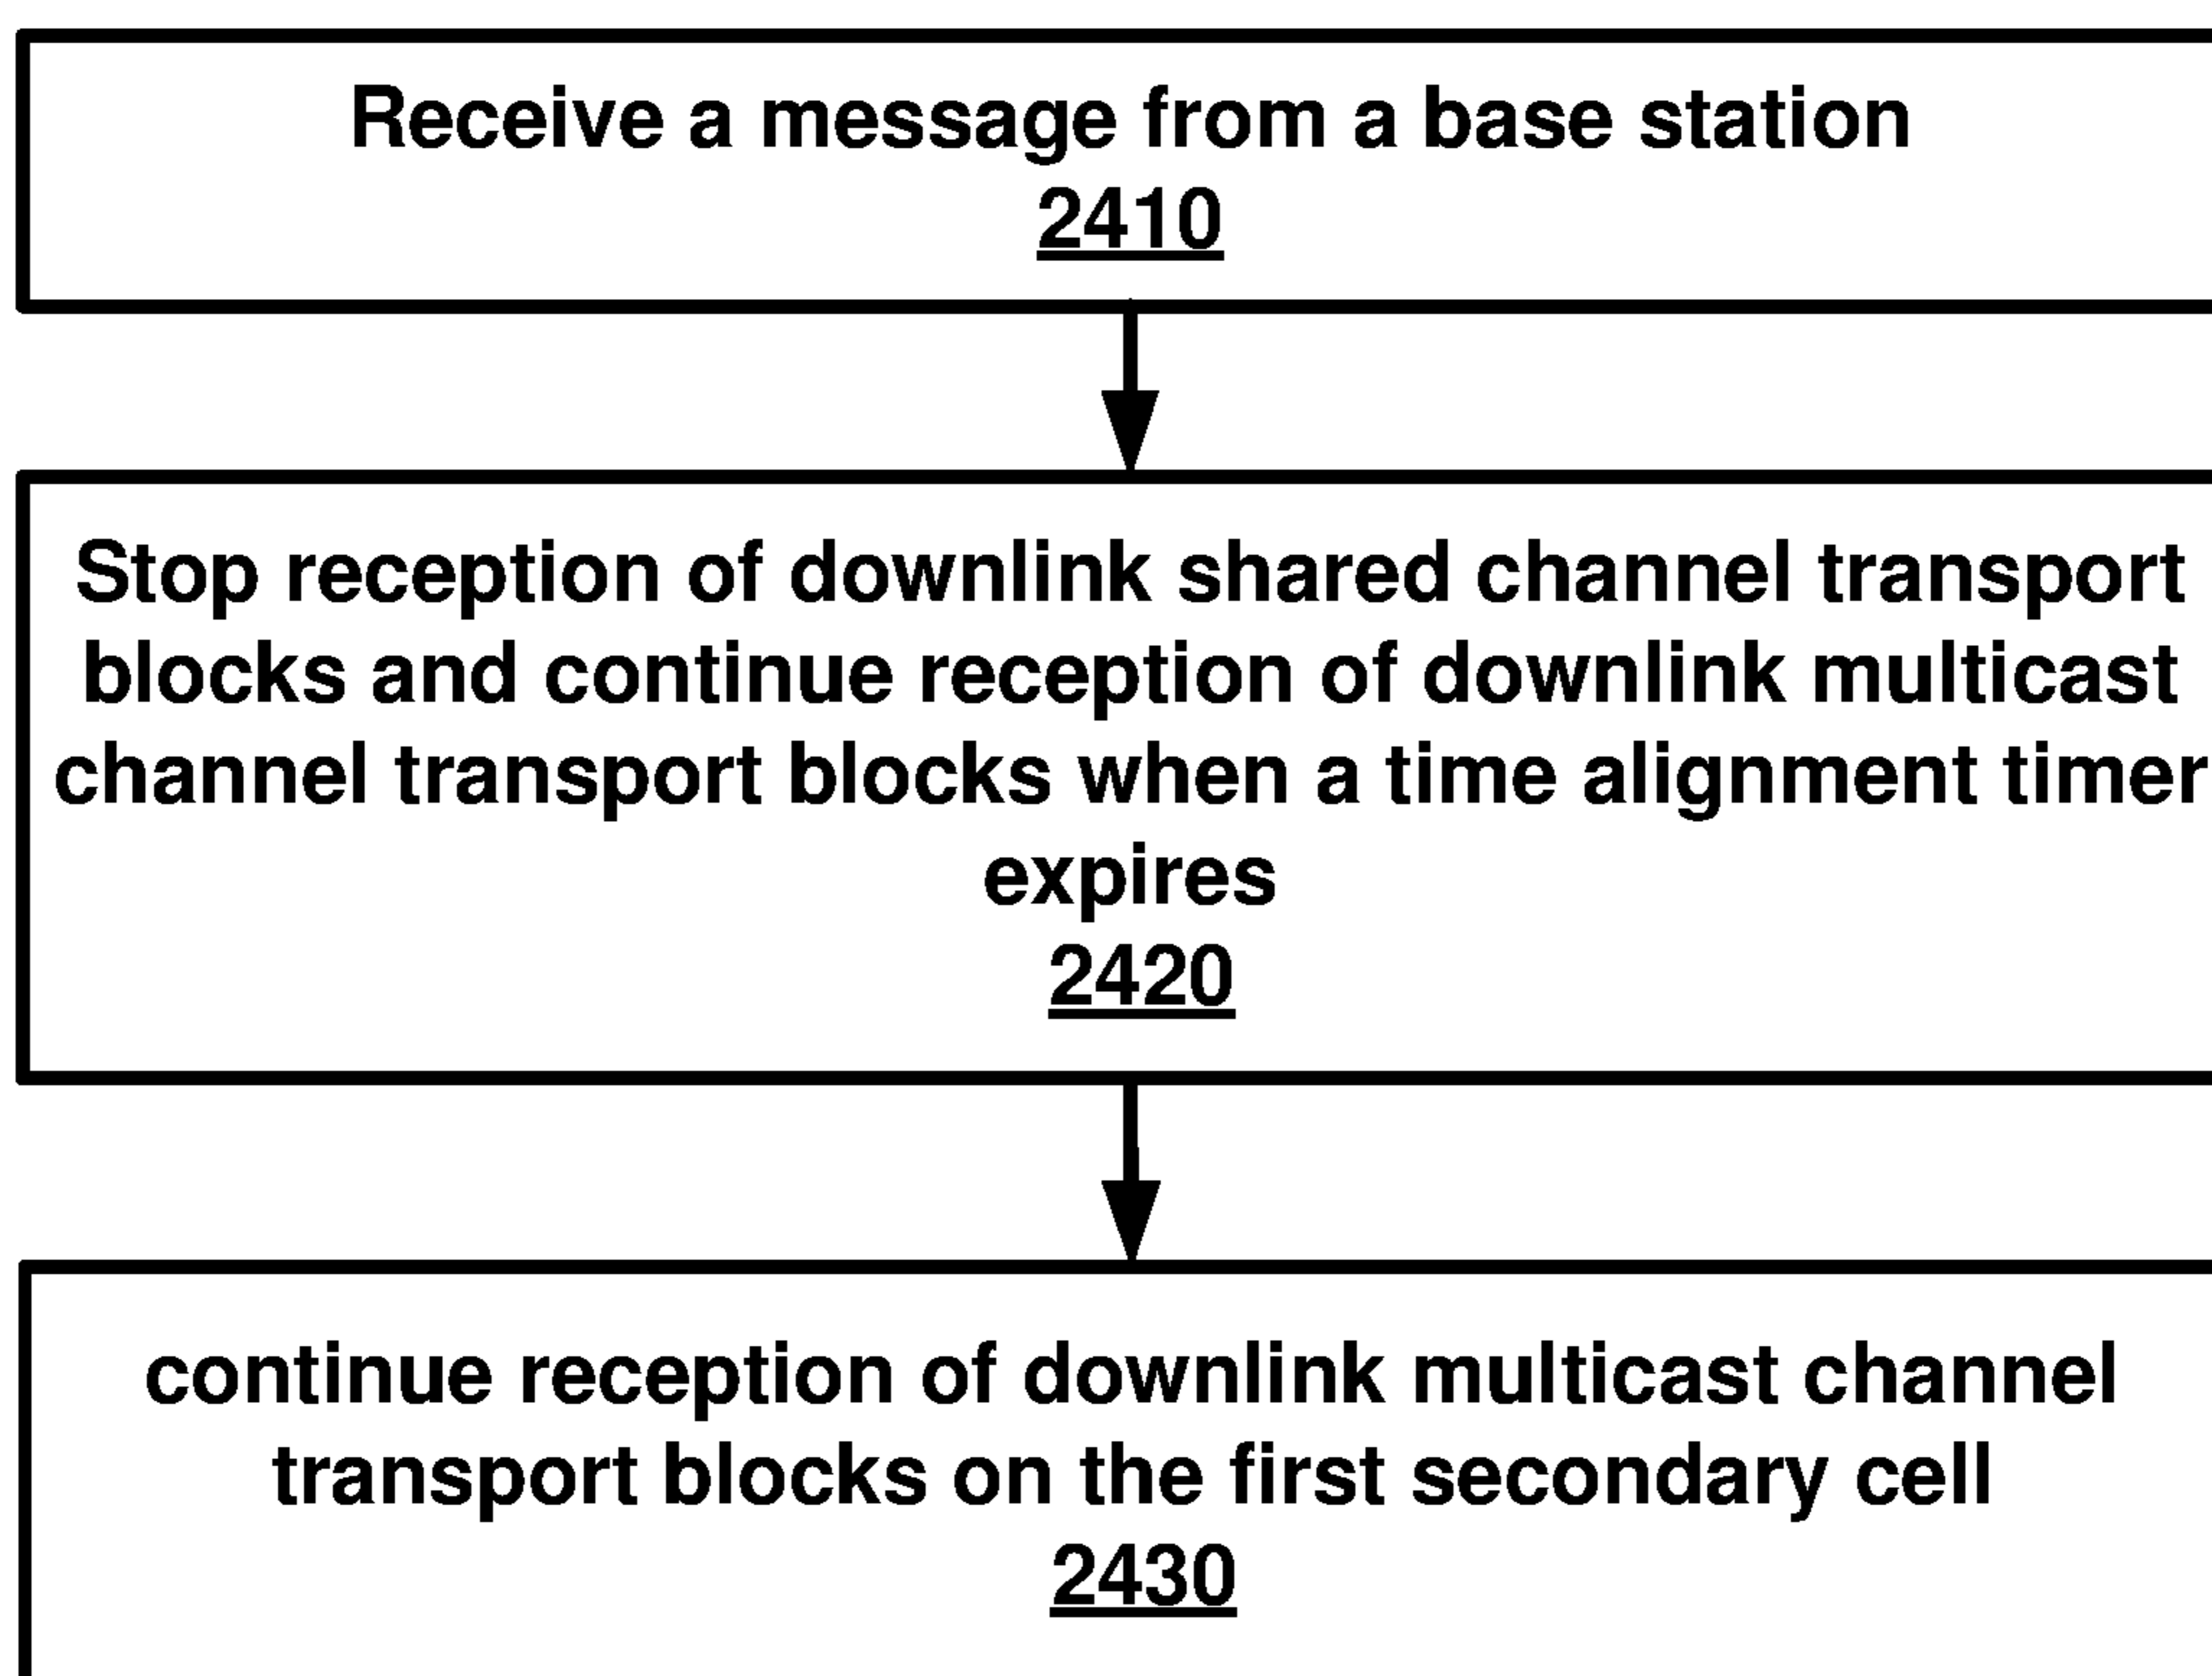 Receive a message from a base station
2410
Stop reception of downlink shared channel transport
blocks and continue reception of downlink multicast
channel transport blocks when a time alignment timer
expires
2420
continue reception of downlink multicast channel
transport blocks on the first secondary cell
2430